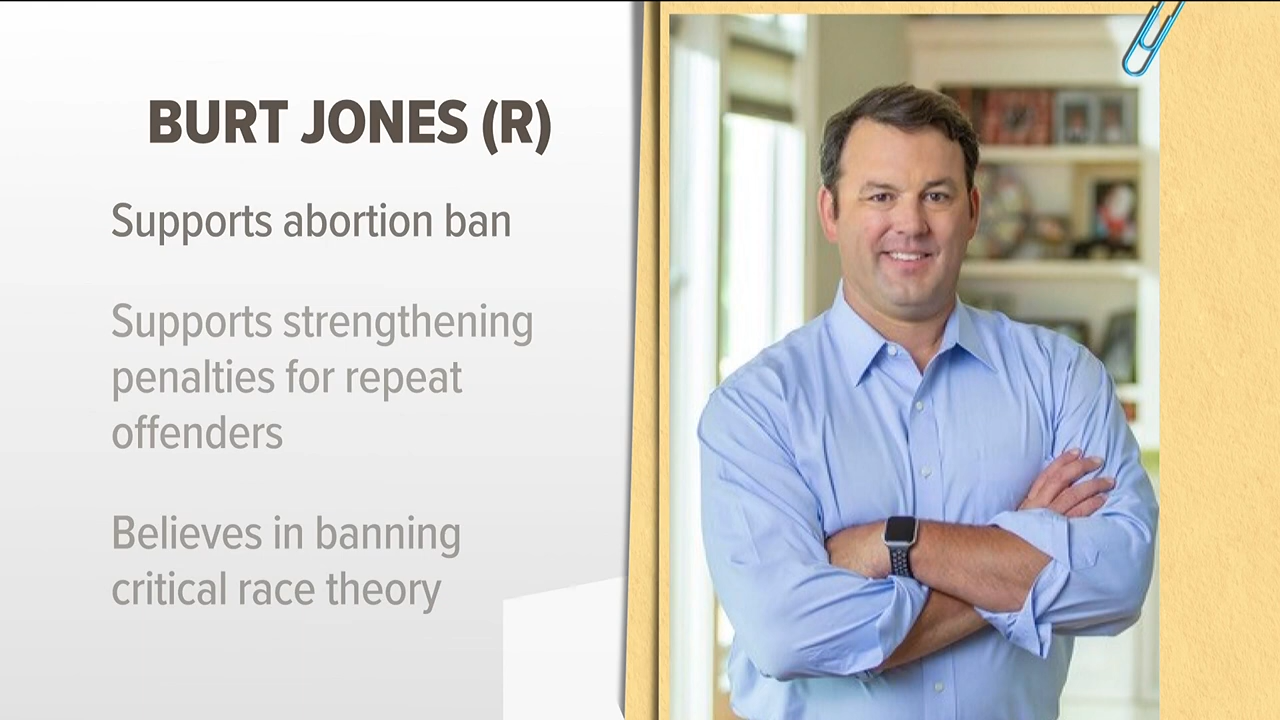 BURT JONES (R)
Supports abortion ban
Supports strengthening
penalties for repeat
offenders
Believes in banning
critical race theory